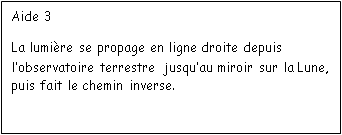 Aide 3
La lumière se propage en ligne droite depuis
l'observatoire terrestre jusqu'au miroir sur la Lune,
puis fait le chemin inverse.